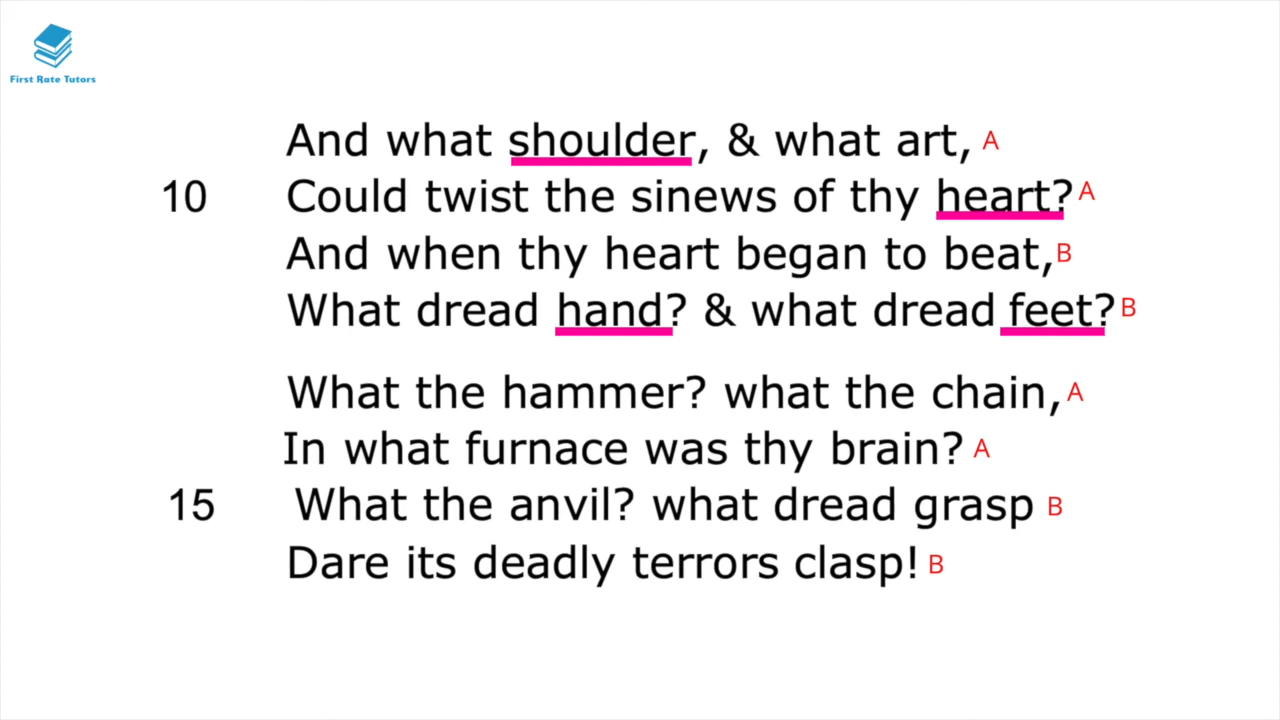 First Rate Tutors
And what shoulder, & what art, A
10 Could twist the sinews of thy heart? A
And when thy heart began to beat, B
What dread hand? & what dread feet? B
What the hammer? what the chain, A
In what furnace was thy brain? A
15 What the anvil? what dread grasp B
Dare its deadly terrors clasp! B